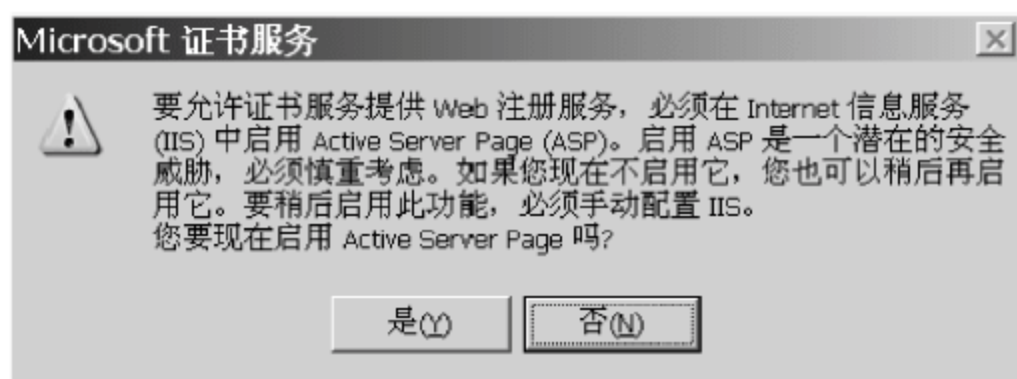 Microsoft 证书服务
要允许证书服务提供 Web 注册服务，必须在 Internet 信息服务
(IIS) 中启用 Active Server Page (ASP)。启用 ASP 是一个潜在的安全
威胁，必须慎重考虑。如果您现在不启用它，您也可以稍后再启
用它。要稍后启用此功能，必须手动配置 IIS。
您要现在启用 Active Server Page 吗?
是(Y) 否(N)